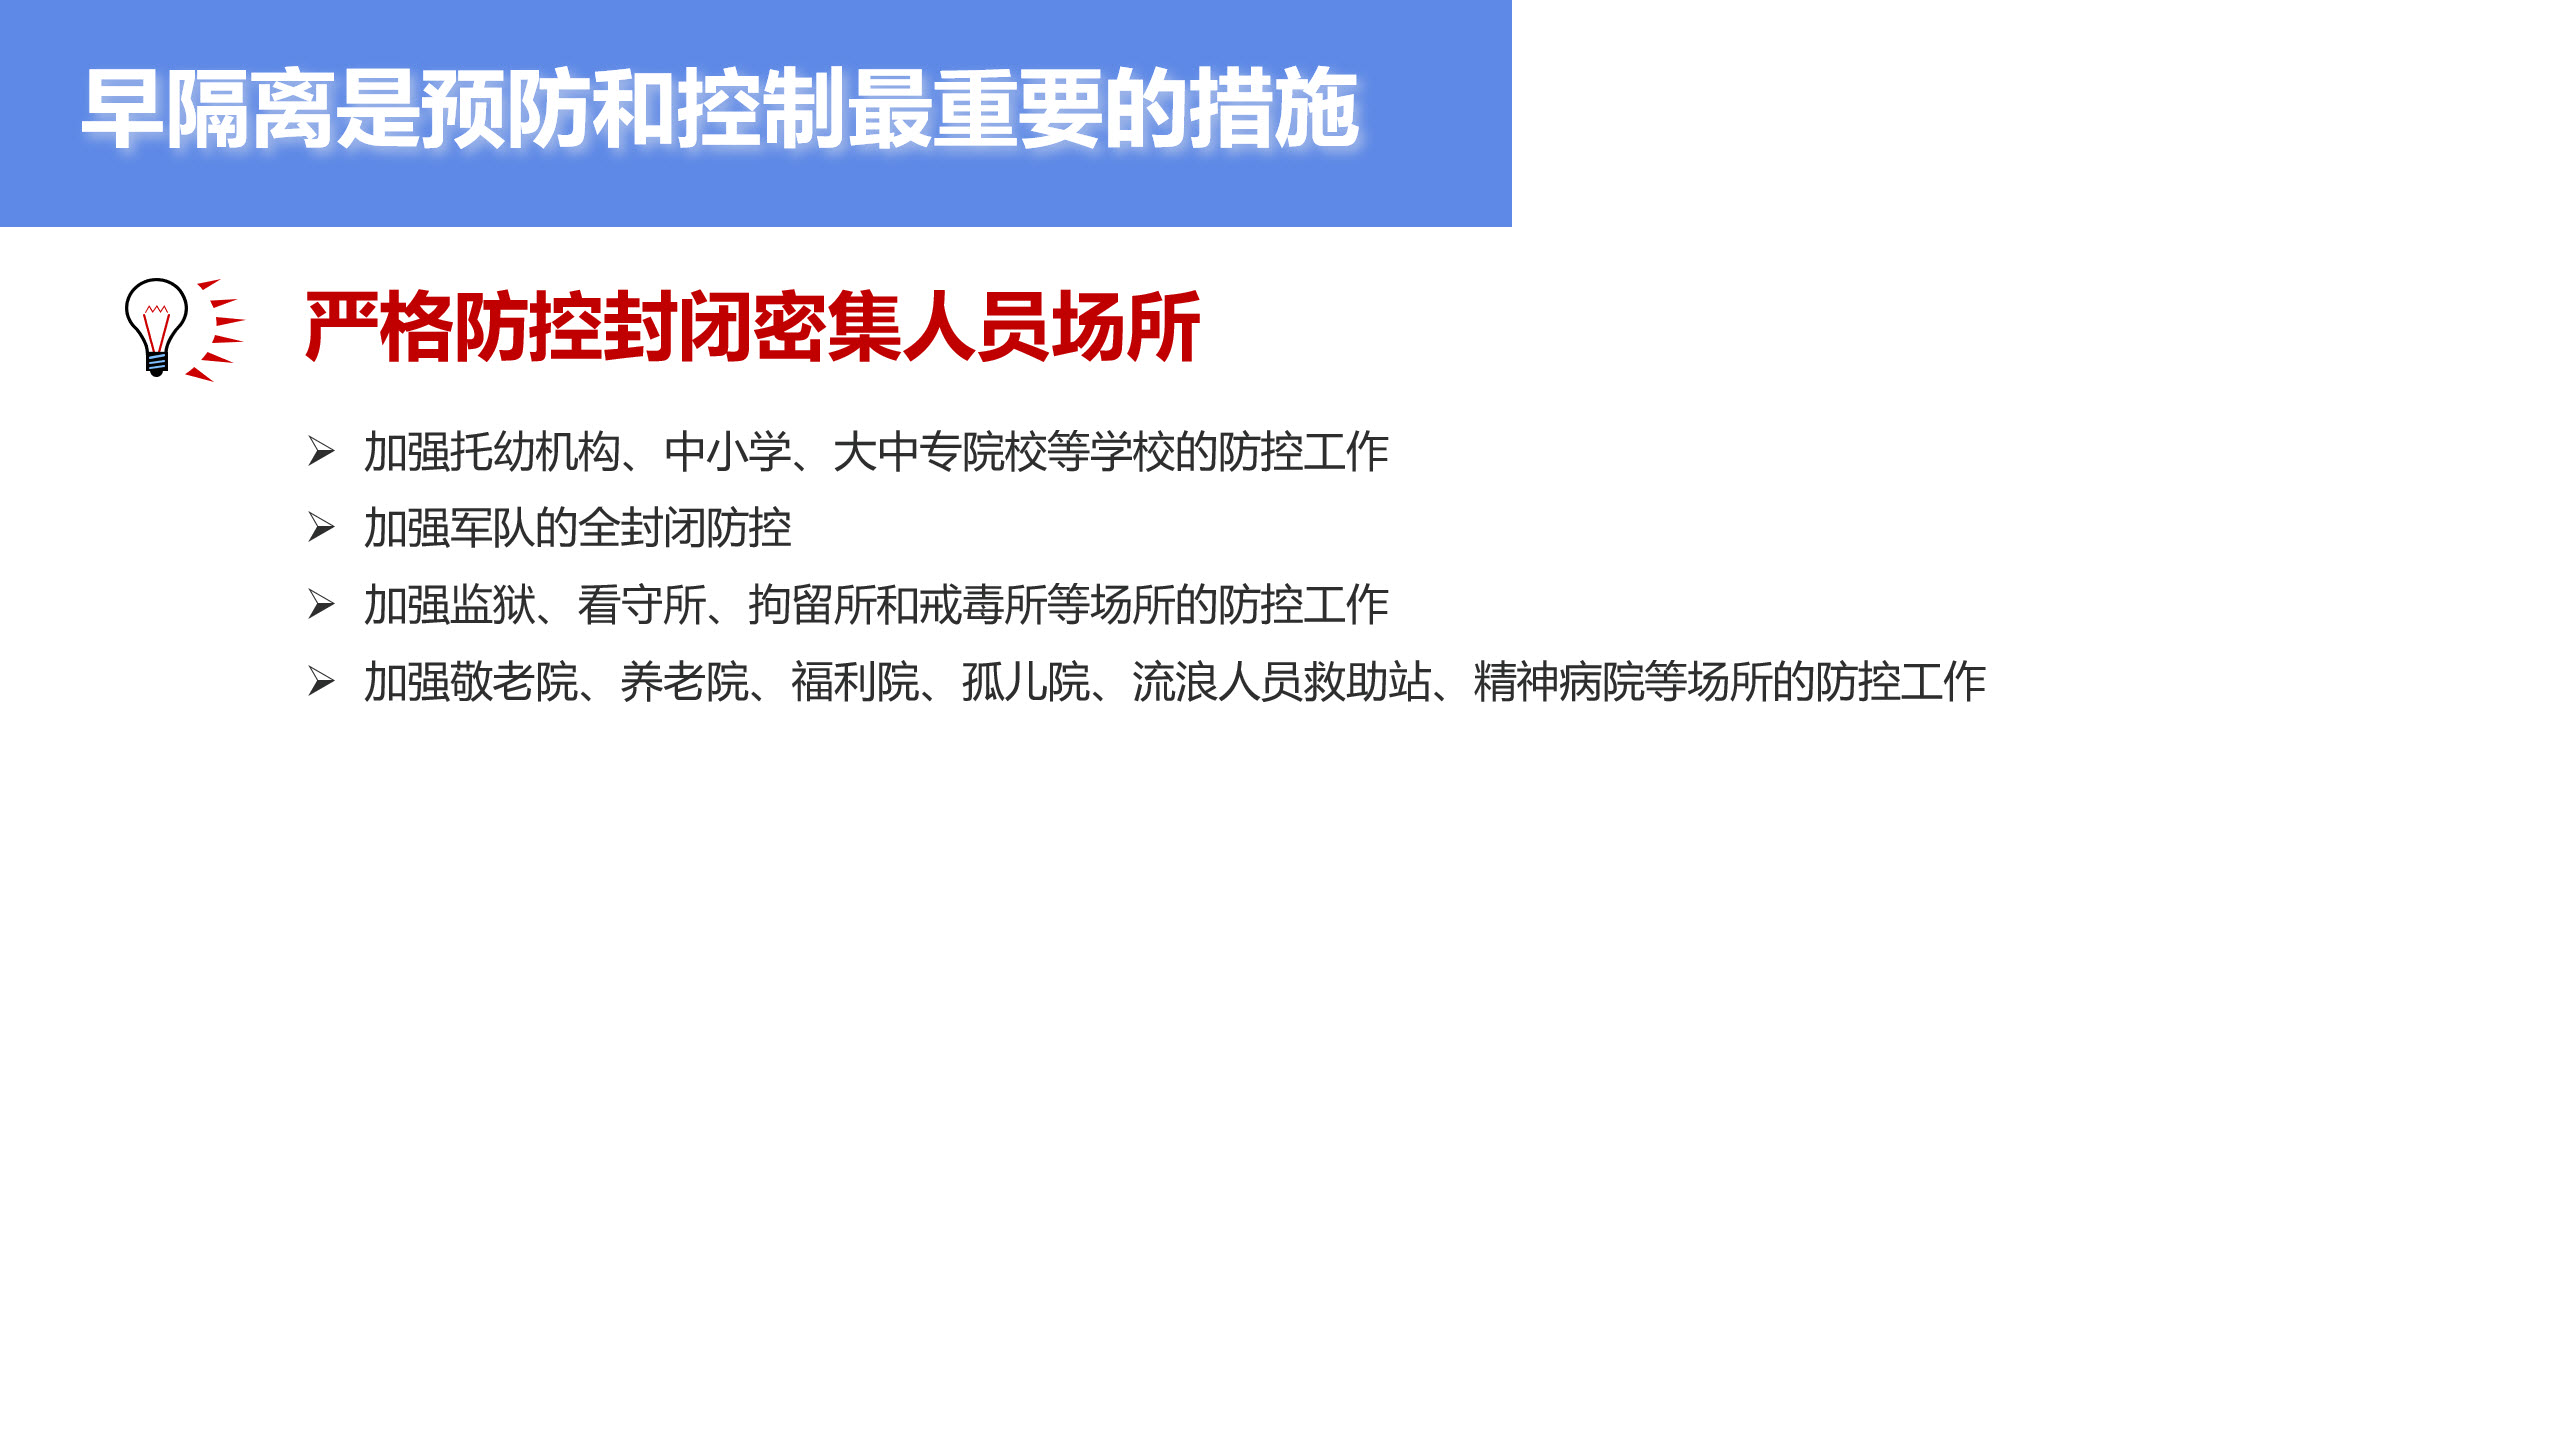 早隔离是预防和控制最重要的措施
严格防控封闭密集人员场所
加强托幼机构、中小学、大中专院校等学校的防控工作
加强军队的全封闭防控
加强监狱、看守所、拘留所和戒毒所等场所的防控工作
加强敬老院、养老院、福利院、孤儿院、流浪人员救助站、精神病院等场所的防控工作